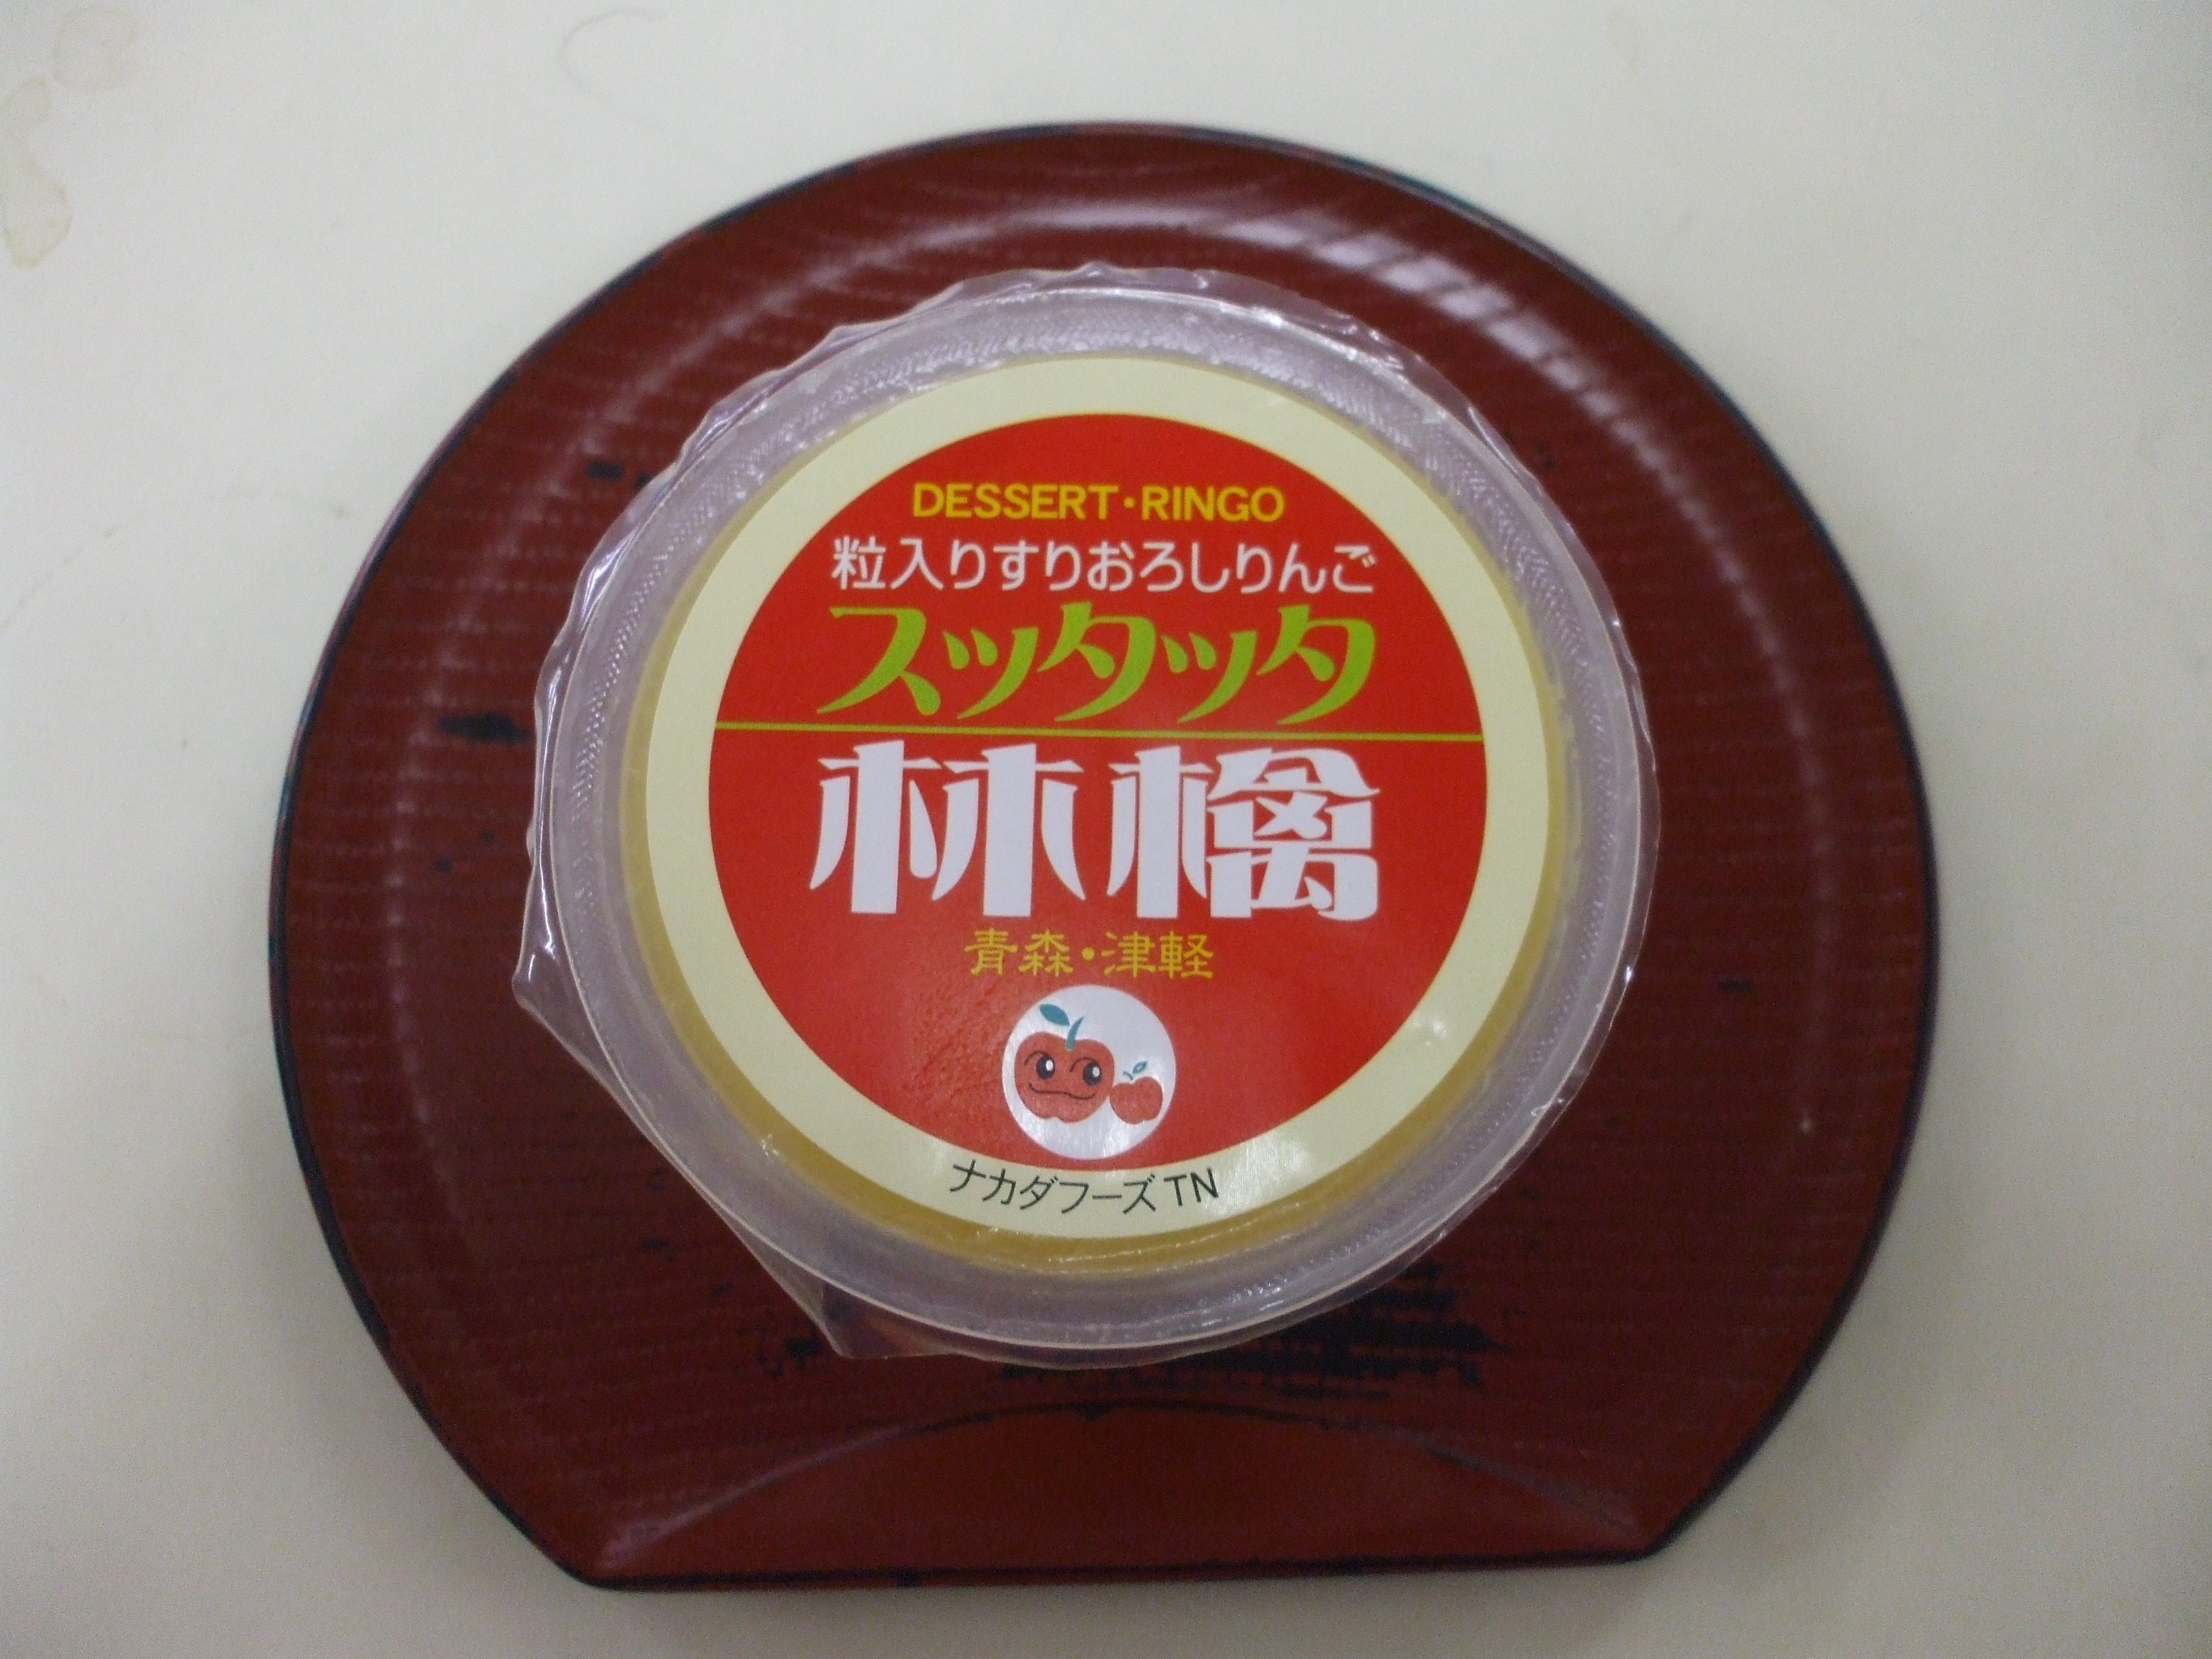 DESSERT・RINGO
粒入りすりおろしりんご
スッタッタ
林檎
青森・津軽
ナカダフーズTN